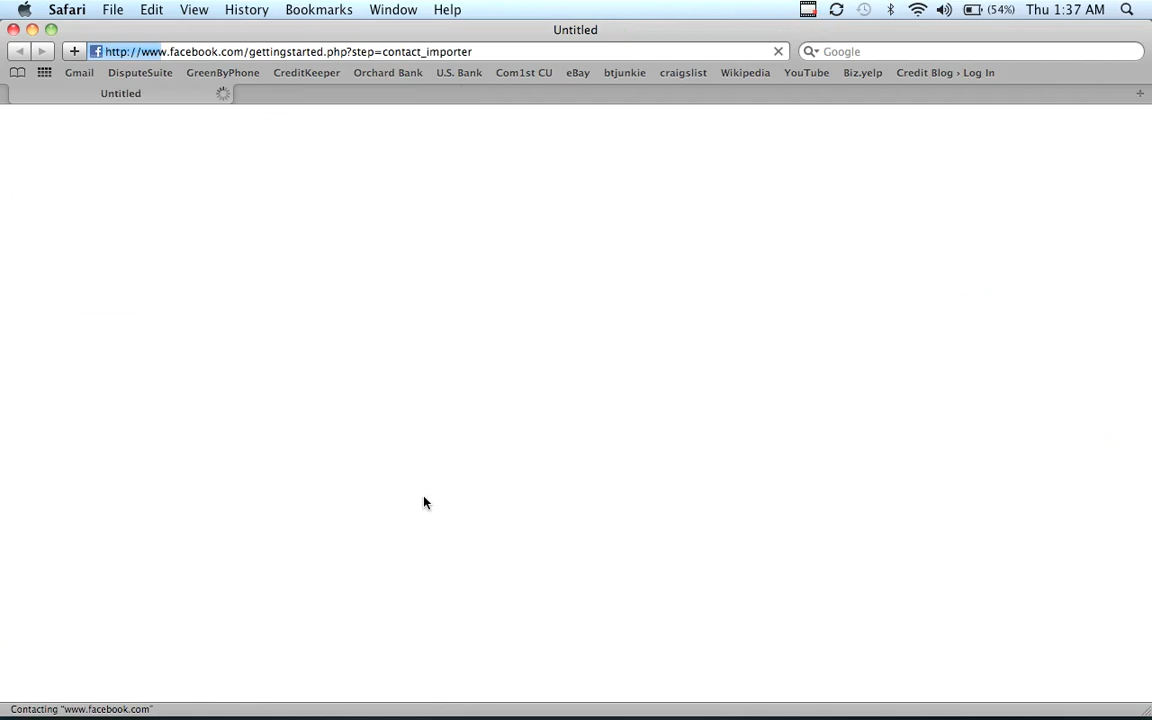 Safari File Edit View History Bookmarks Window Help (54%) Thu 1:37 AM
Untitled
http://www.facebook.com/gettingstarted.php?step=contact_importer Google
Gmail DisputeSuite GreenByPhone CreditKeeper Orchard Bank U.S. Bank Com1st CU eBay btjunkie craigslist Wikipedia YouTube Biz.yelp Credit Blog › Log In
Untitled
Contacting "www.facebook.com"